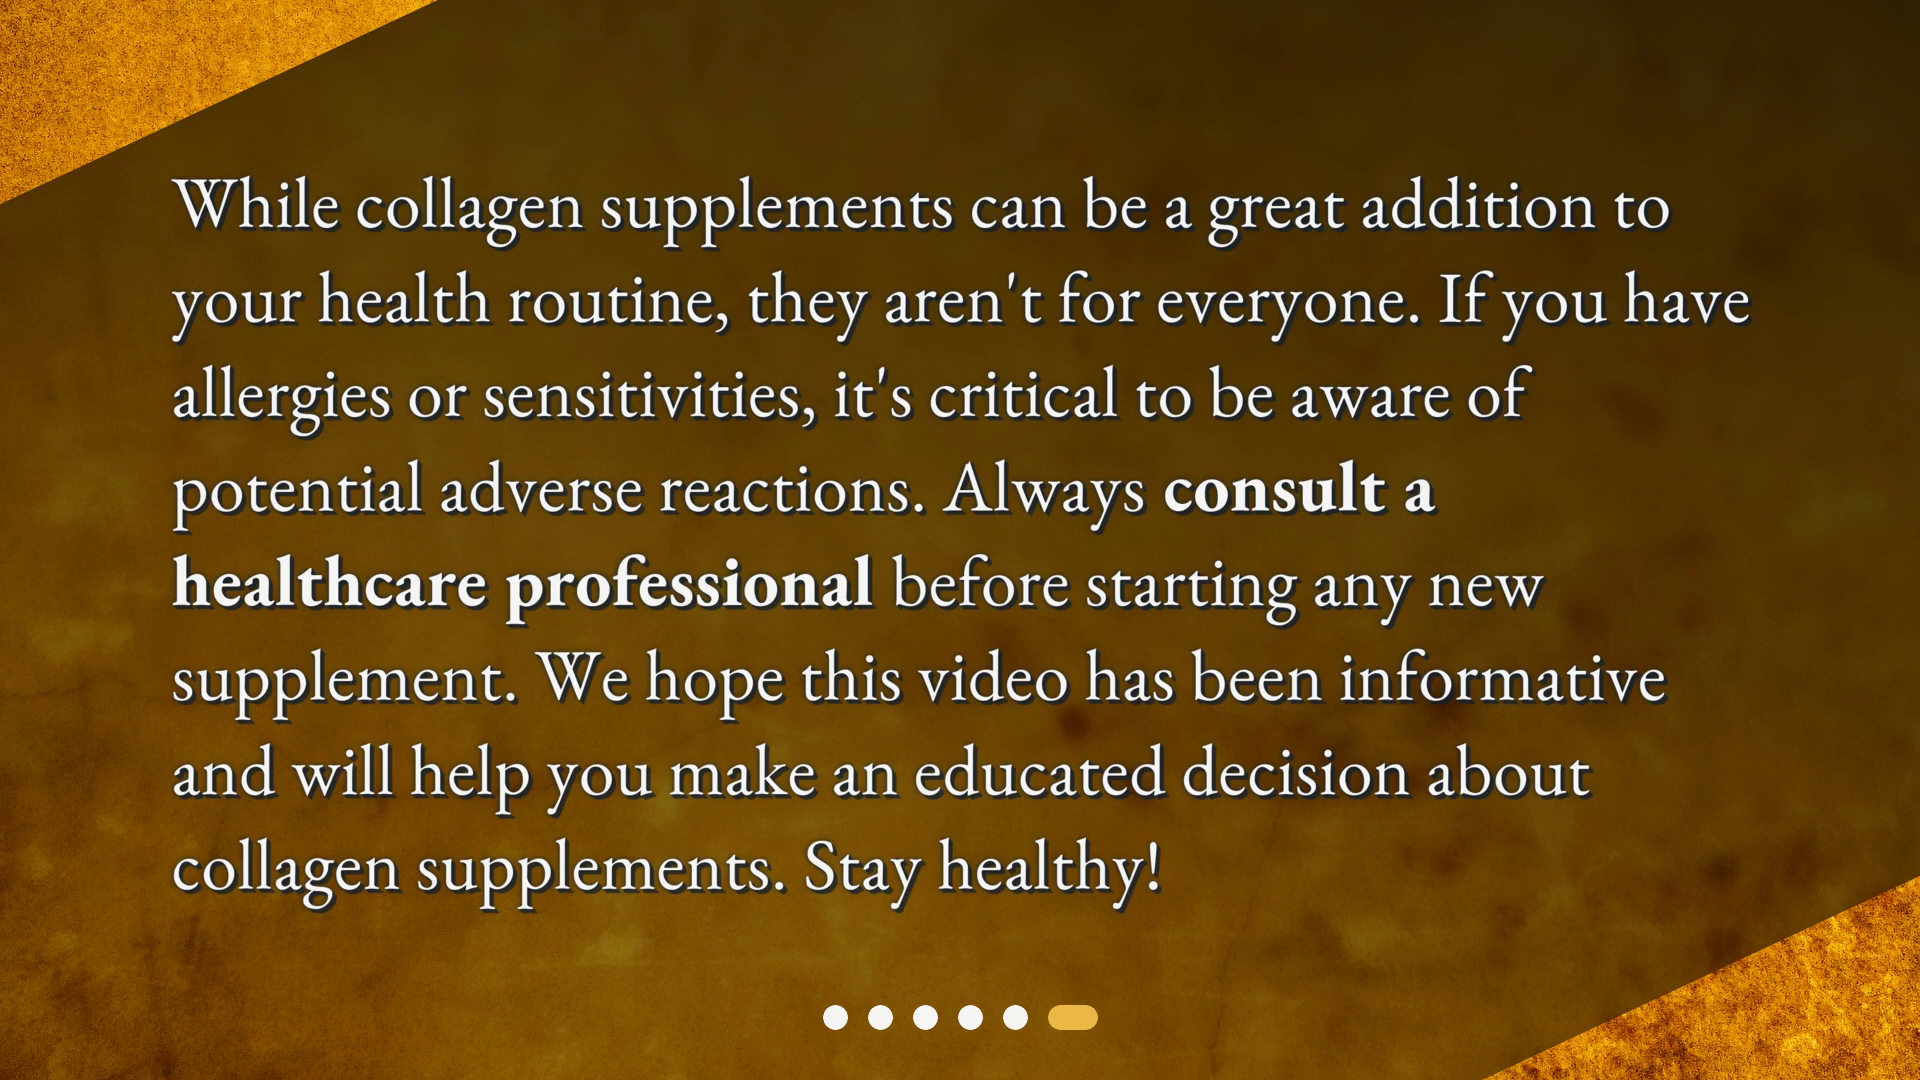 While collagen supplements can be a great addition to
your health routine, they aren't for everyone. If you have
allergies or sensitivities, it's critical to be aware of
potential adverse reactions. Always consult a
healthcare professional before starting any new
supplement. We hope this video has been informative
and will help you make an educated decision about
collagen supplements. Stay healthy!